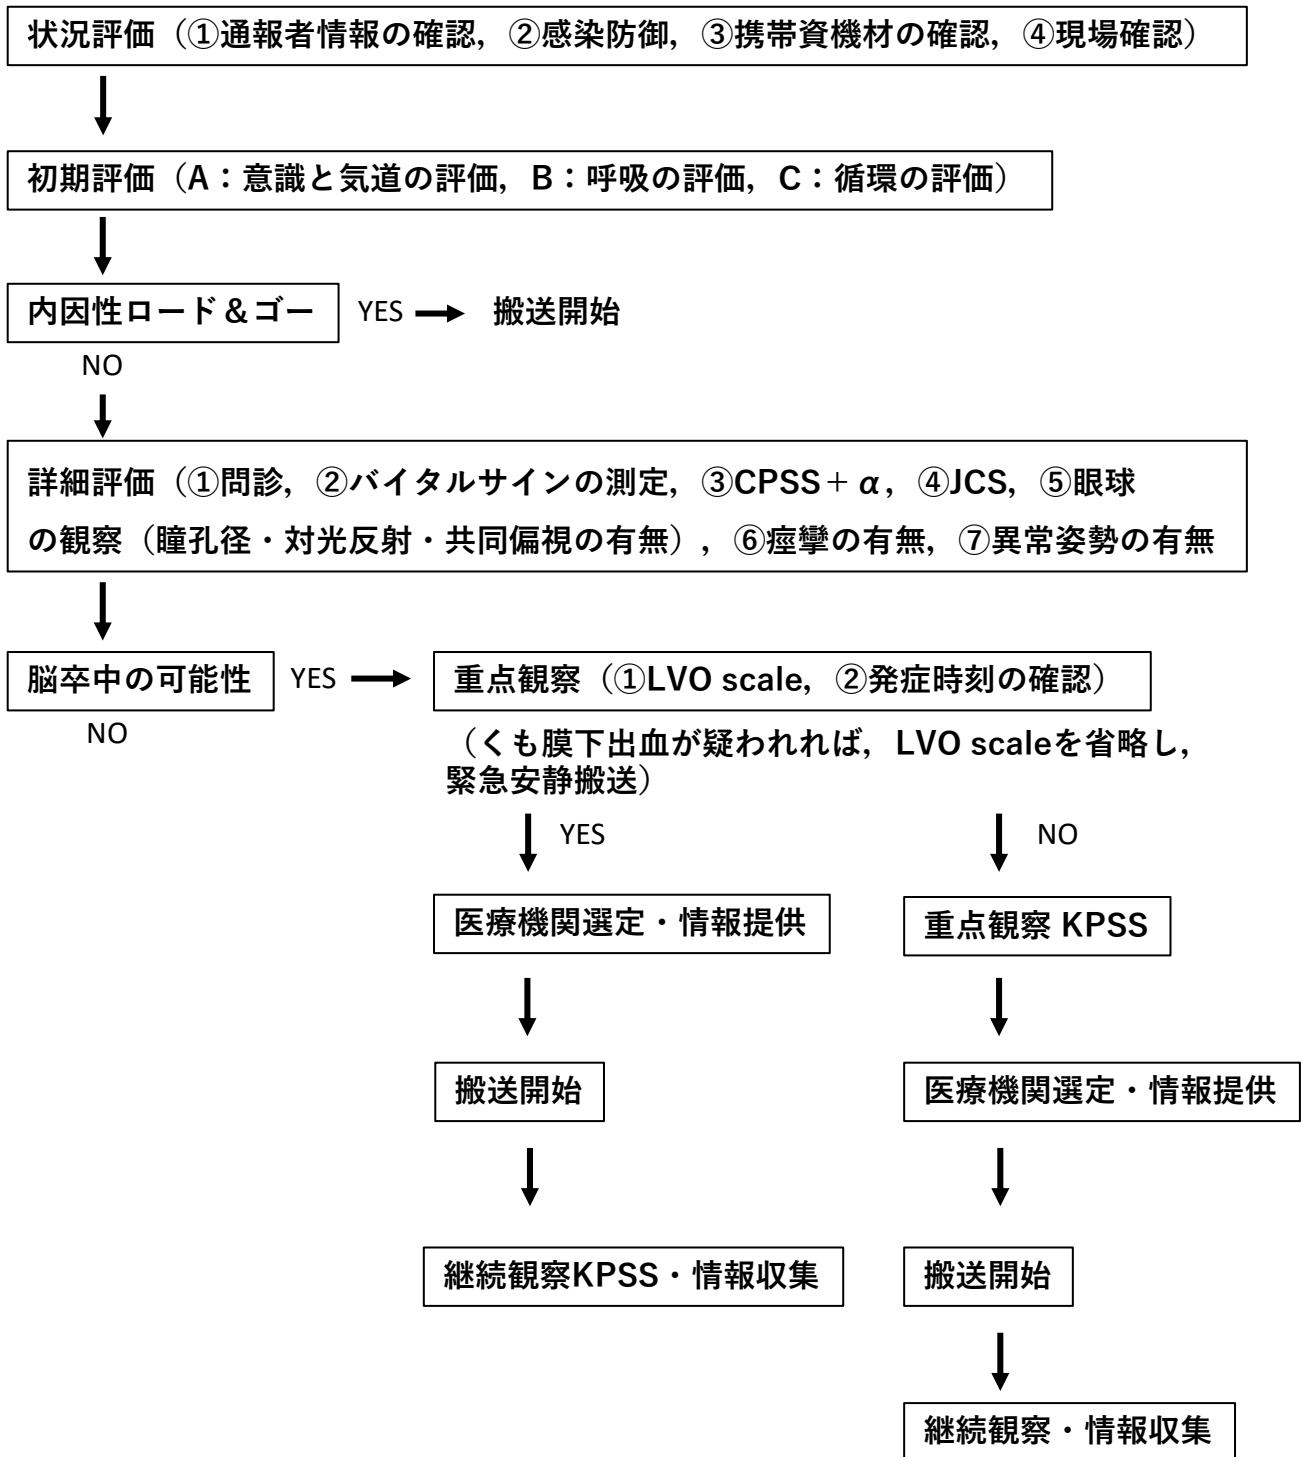 状況評価（①通報者情報の確認，②感染防御，③携帯資機材の確認，④現場確認）
初期評価（A：意識と気道の評価，B：呼吸の評価，C：循環の評価）
内因性ロード＆ゴー
YES
搬送開始
NO
詳細評価（①問診，②バイタルサインの測定，③CPSS＋α，④JCS，⑤眼球
の観察（瞳孔径・対光反射・共同偏視の有無），⑥痙攣の有無，⑦異常姿勢の有無
脳卒中の可能性
YES
重点観察（①LVO scale，②発症時刻の確認）
NO
（くも膜下出血が疑われれば，LVO scaleを省略し，
緊急安静搬送）
YES
NO
医療機関選定・情報提供
重点観察 KPSS
搬送開始
医療機関選定・情報提供
継続観察KPSS・情報収集
搬送開始
継続観察・情報収集